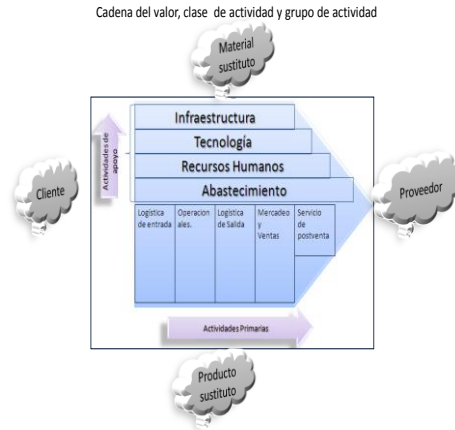 Cadena del valor, clase de actividad y grupo de actividad
Material
sustituto
Infraestructura
Tecnología
Recursos Humanos
Abastecimiento
Actividades de
apoyo
Cliente
Proveedor
Logística
de entrada
Operacion
ales.
Logística
de Salida
Mercadeo
y
Ventas
Servicio
de
postventa
Actividades Primarias
Producto
sustituto